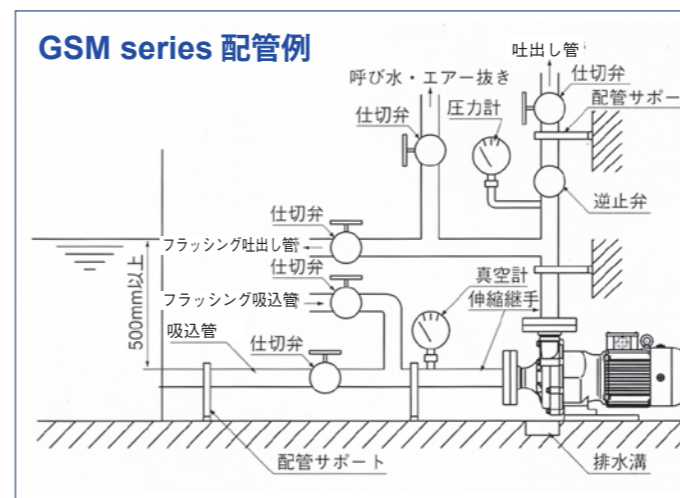 GSM series 配管例
吐出し管
呼び水・エアー抜き
仕切弁
配管サポート
圧力計
仕切弁
逆止弁
仕切弁
フラッシング吐出し管
仕切弁
真空計
フラッシング吸込管
伸縮継手
500mm以上
吸込管
仕切弁
配管サポート
排水溝